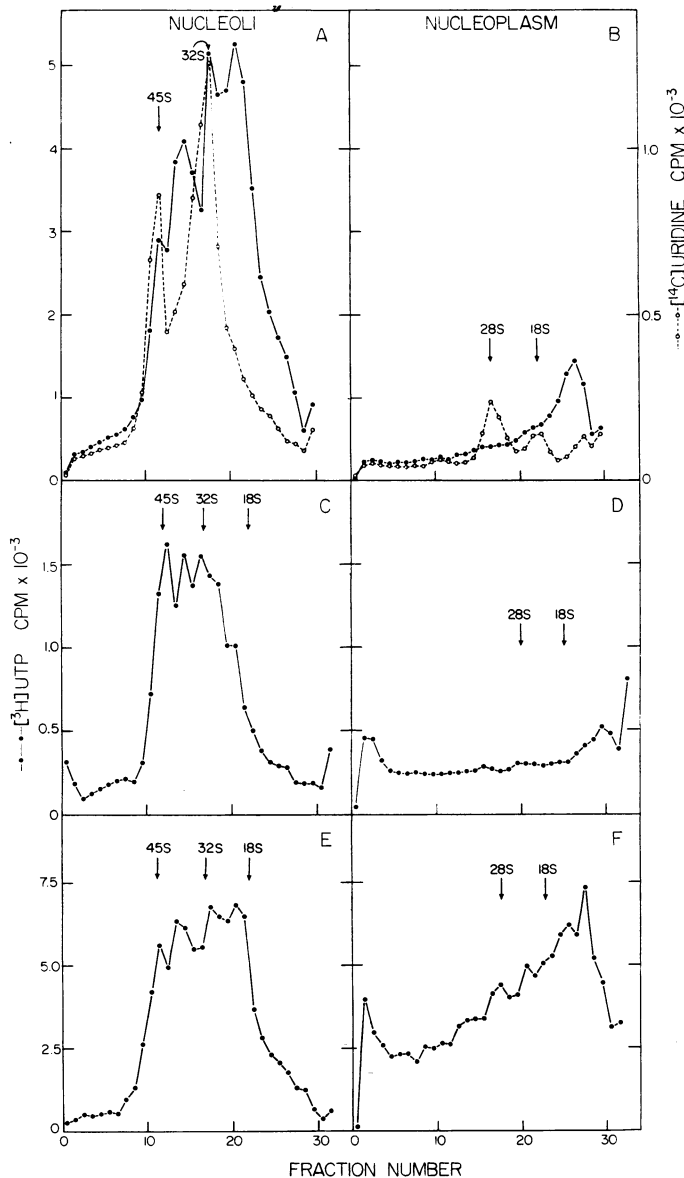 NUCLEOLI
NUCLEOPLASM
A
B
32S
45S
5
4
3
2
1
0
1.0
0.5
0
28S
18S
C
D
45S
32S
18S
1.5
1.0
0.5
0
28S
18S
E
F
45S
32S
18S
7.5
5.0
2.5
0
28S
18S
0
10
20
30
0
10
20
30
FRACTION NUMBER
[³H]UTP CPM x 10⁻³
[¹⁴C]URIDINE CPM x 10⁻³